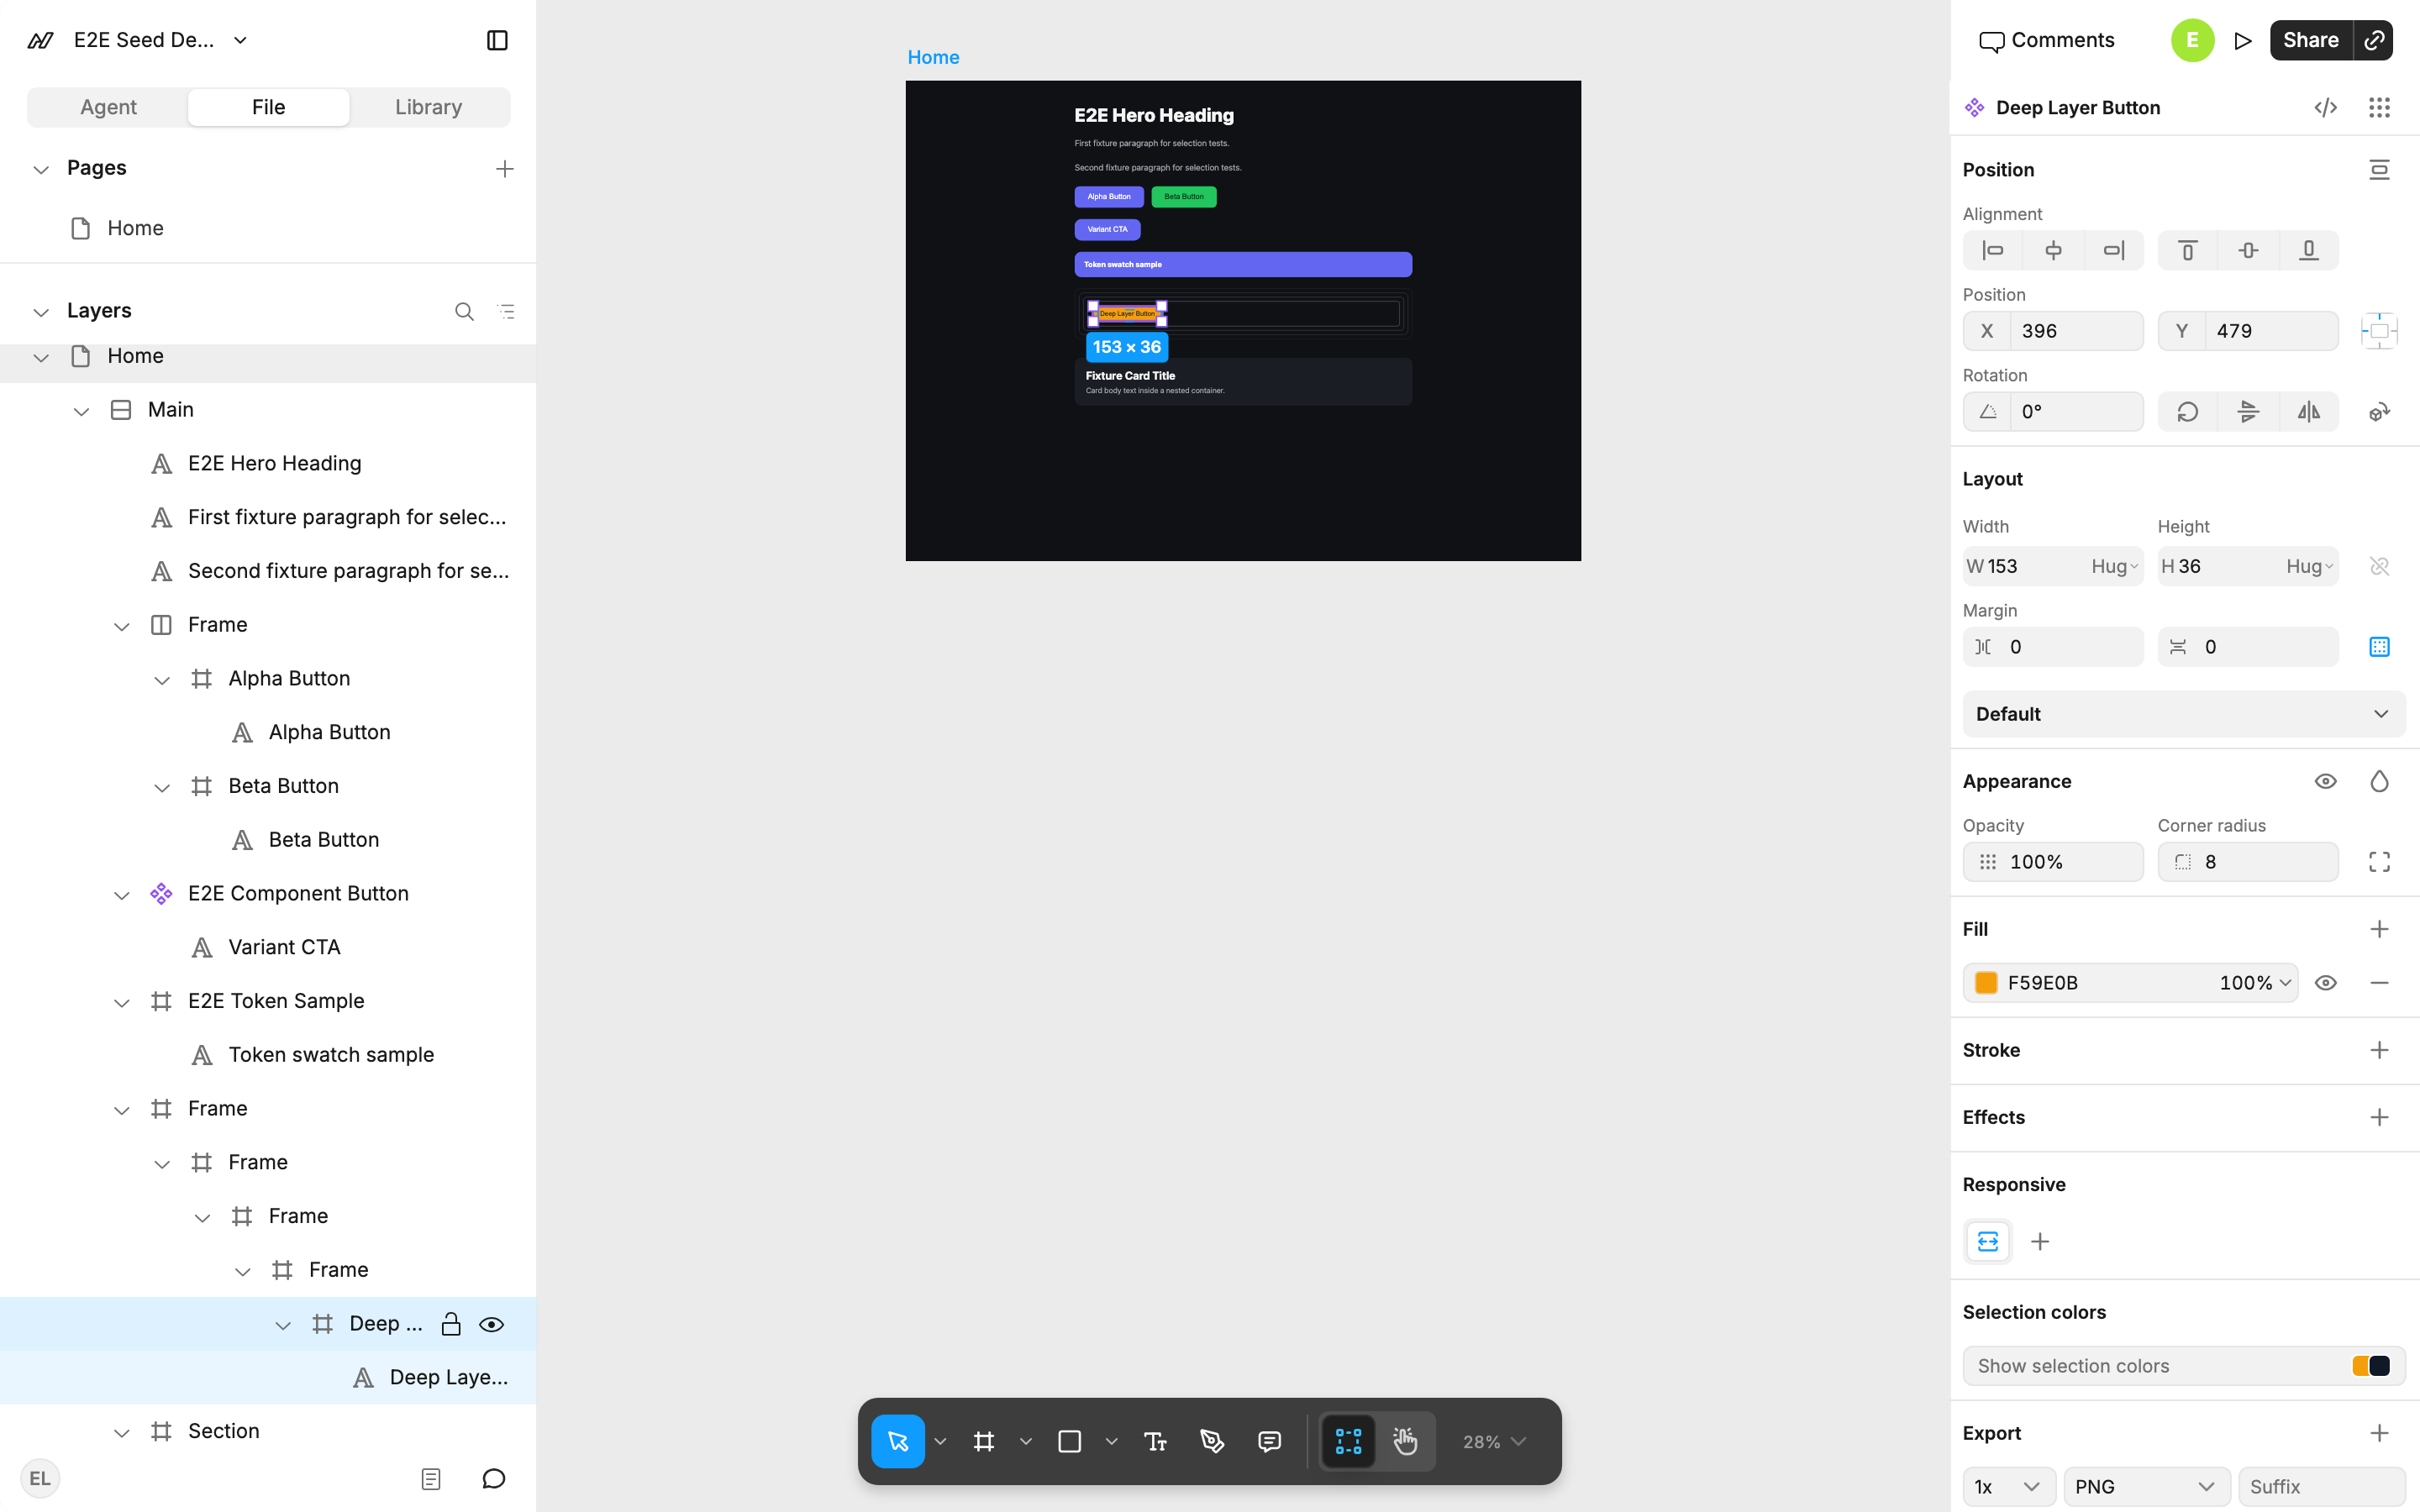 E2E Seed De...
Agent
File
Library
Pages
Home
Layers
Home
Main
E2E Hero Heading
First fixture paragraph for selec...
Second fixture paragraph for se...
Frame
Alpha Button
Alpha Button
Beta Button
Beta Button
E2E Component Button
Variant CTA
E2E Token Sample
Token swatch sample
Frame
Frame
Frame
Frame
Deep ...
Deep Laye...
Section
EL
Home
E2E Hero Heading
First fixture paragraph for selection tests.
Second fixture paragraph for selection tests.
Alpha Button
Beta Button
Variant CTA
Token swatch sample
Deep Layer Button
153 × 36
Fixture Card Title
Card body text inside a nested container.
28%
Comments
E
Share
Deep Layer Button
Position
Alignment
Position
X 396
Y 479
Rotation
0°
Layout
Width
Height
W 153 Hug
H 36 Hug
Margin
0
0
Default
Appearance
Opacity
Corner radius
100%
8
Fill
F59E0B 100%
Stroke
Effects
Responsive
Selection colors
Show selection colors
Export
1x
PNG
Suffix